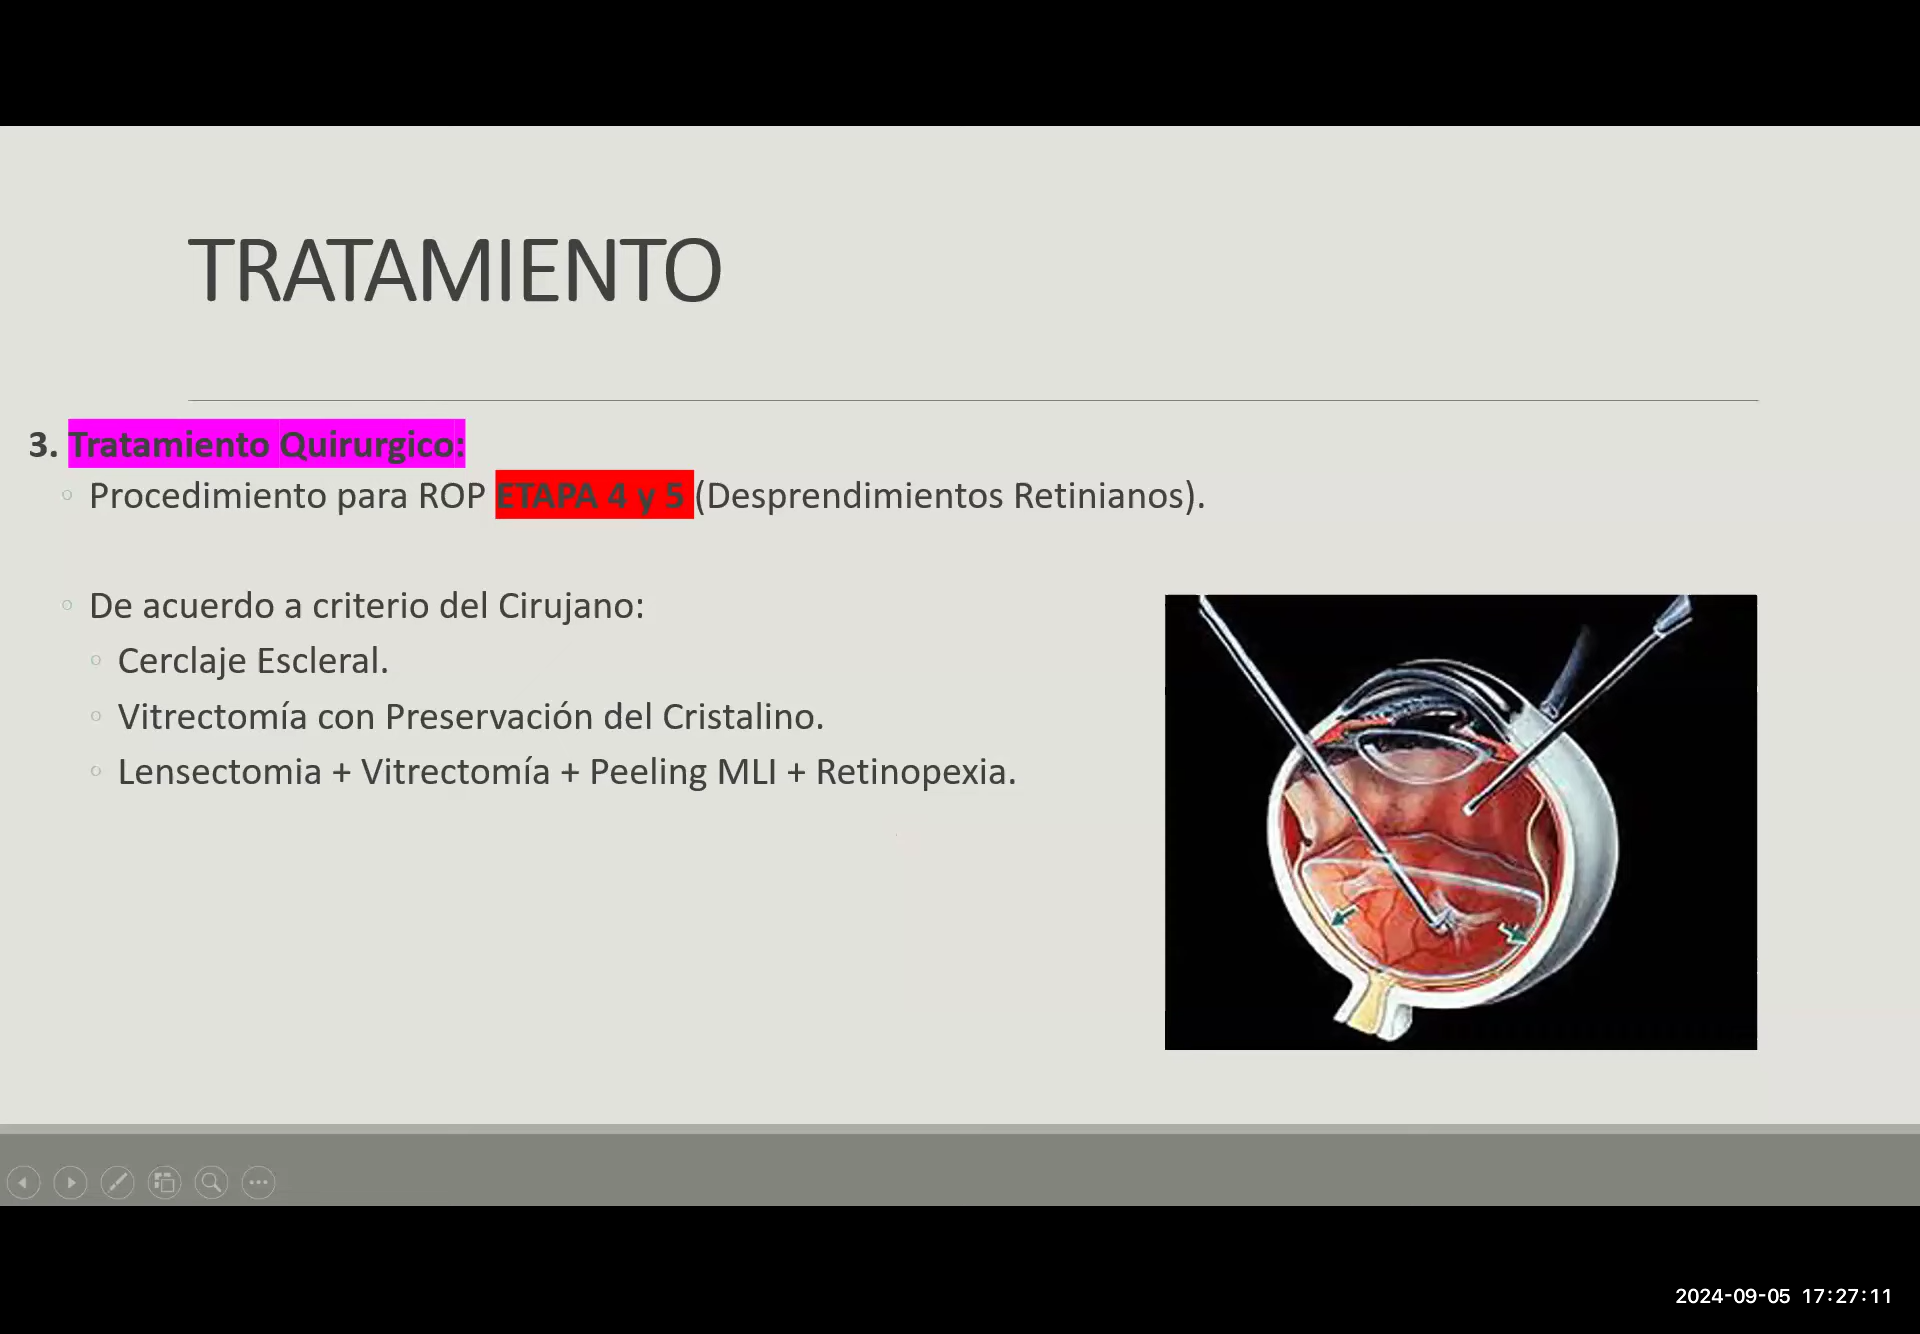 TRATAMIENTO
3. Tratamiento Quirurgico:
Procedimiento para ROP ETAPA 4 y 5 (Desprendimientos Retinianos).
De acuerdo a criterio del Cirujano:
Cerclaje Escleral.
Vitrectomía con Preservación del Cristalino.
Lensectomia + Vitrectomía + Peeling MLI + Retinopexia.
2024-09-05 17:27:11